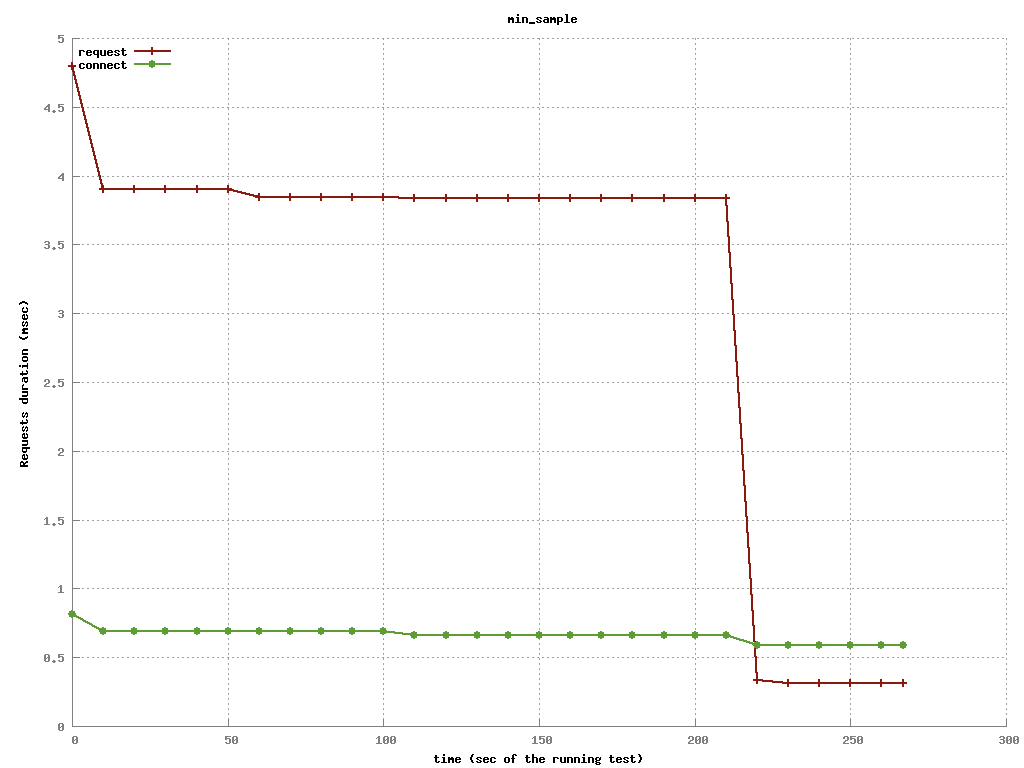 min_sample
request
connect
5
4.5
4
3.5
3
2.5
2
1.5
1
0.5
0
Requests duration (msec)
0 50 100 150 200 250 300
time (sec of the running test)